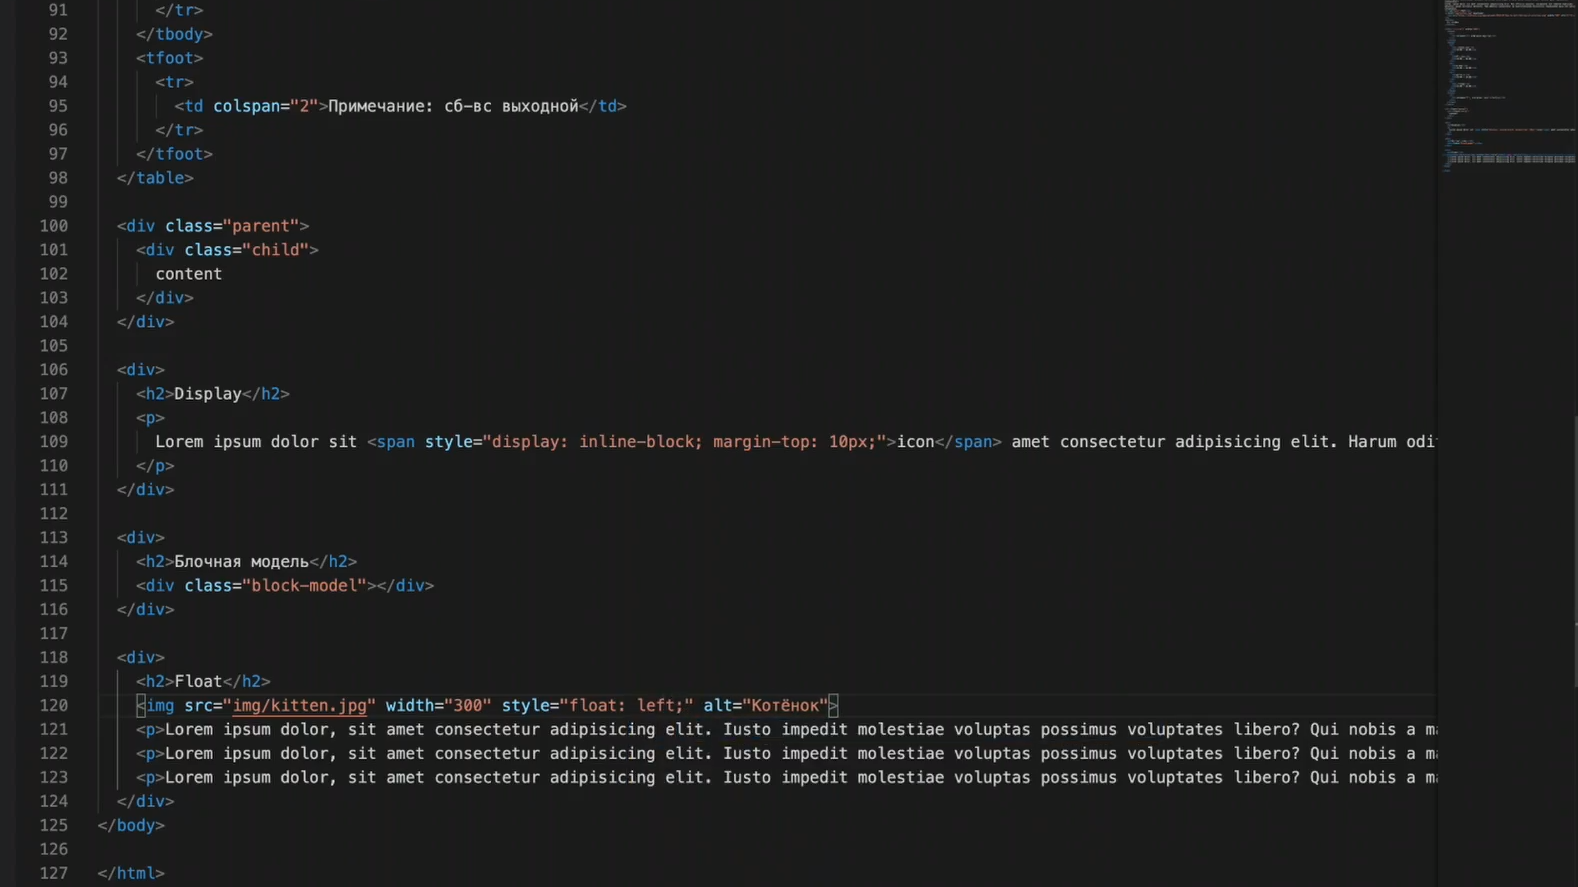 91 </tr>
92 </tbody>
93 <tfoot>
94 <tr>
95 <td colspan="2">Примечание: сб-вс выходной</td>
96 </tr>
97 </tfoot>
98 </table>
99
100 <div class="parent">
101 <div class="child">
102 content
103 </div>
104 </div>
105
106 <div>
107 <h2>Display</h2>
108 <p>
109 Lorem ipsum dolor sit <span style="display: inline-block; margin-top: 10px;">icon</span> amet consectetur adipisicing elit. Harum odi
110 </p>
111 </div>
112
113 <div>
114 <h2>Блочная модель</h2>
115 <div class="block-model"></div>
116 </div>
117
118 <div>
119 <h2>Float</h2>
120 <img src="img/kitten.jpg" width="300" style="float: left;" alt="Котёнок">
121 <p>Lorem ipsum dolor, sit amet consectetur adipisicing elit. Iusto impedit molestiae voluptas possimus voluptates libero? Qui nobis a
122 <p>Lorem ipsum dolor, sit amet consectetur adipisicing elit. Iusto impedit molestiae voluptas possimus voluptates libero? Qui nobis a
123 <p>Lorem ipsum dolor, sit amet consectetur adipisicing elit. Iusto impedit molestiae voluptas possimus voluptates libero? Qui nobis a
124 </div>
125 </body>
126
127 </html>